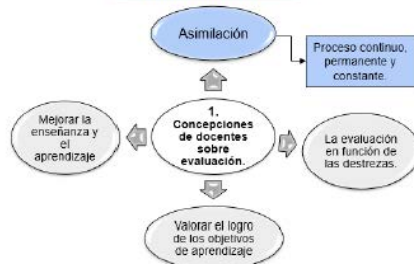 Asimilación
Proceso continuo,
permanente y
constante.
Mejorar la
enseñanza y
el
aprendizaje
1.
Concepciones
de docentes
sobre
evaluación.
La evaluación
en función de
las destrezas.
Valorar el logro
de los objetivos
de aprendizaje